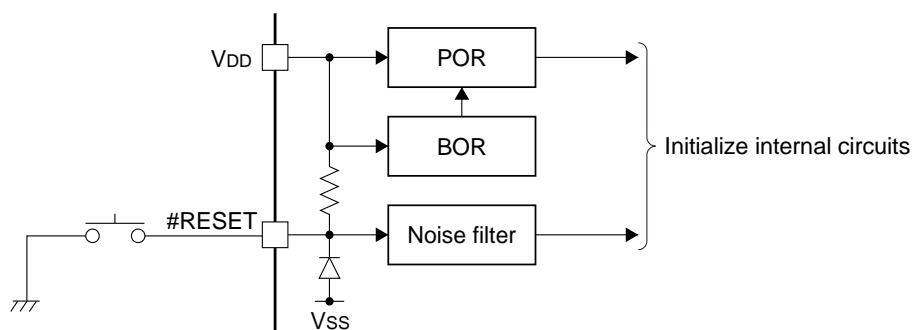 VDD
POR
BOR
Initialize internal circuits
#RESET
Noise filter
VSS